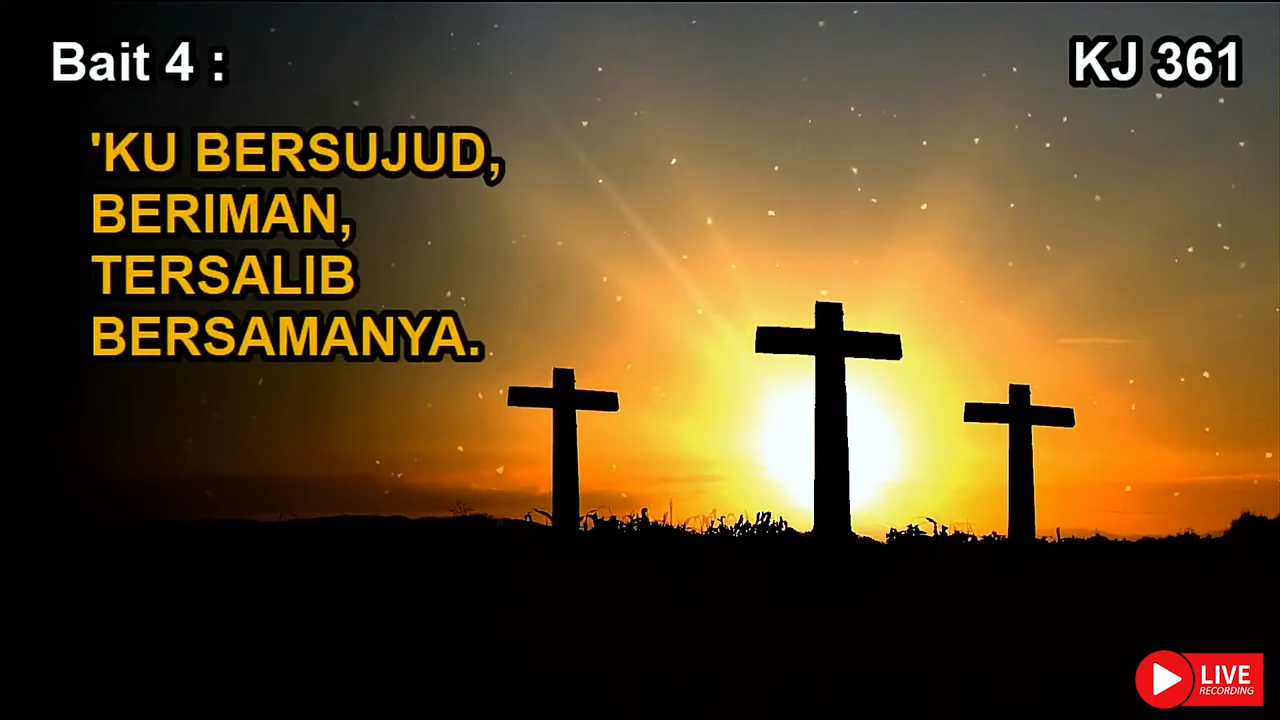 Bait 4 :
KJ 361
'KU BERSUJUD,
BERIMAN,
TERSALIB
BERSAMANYA.
LIVE
RECORDING